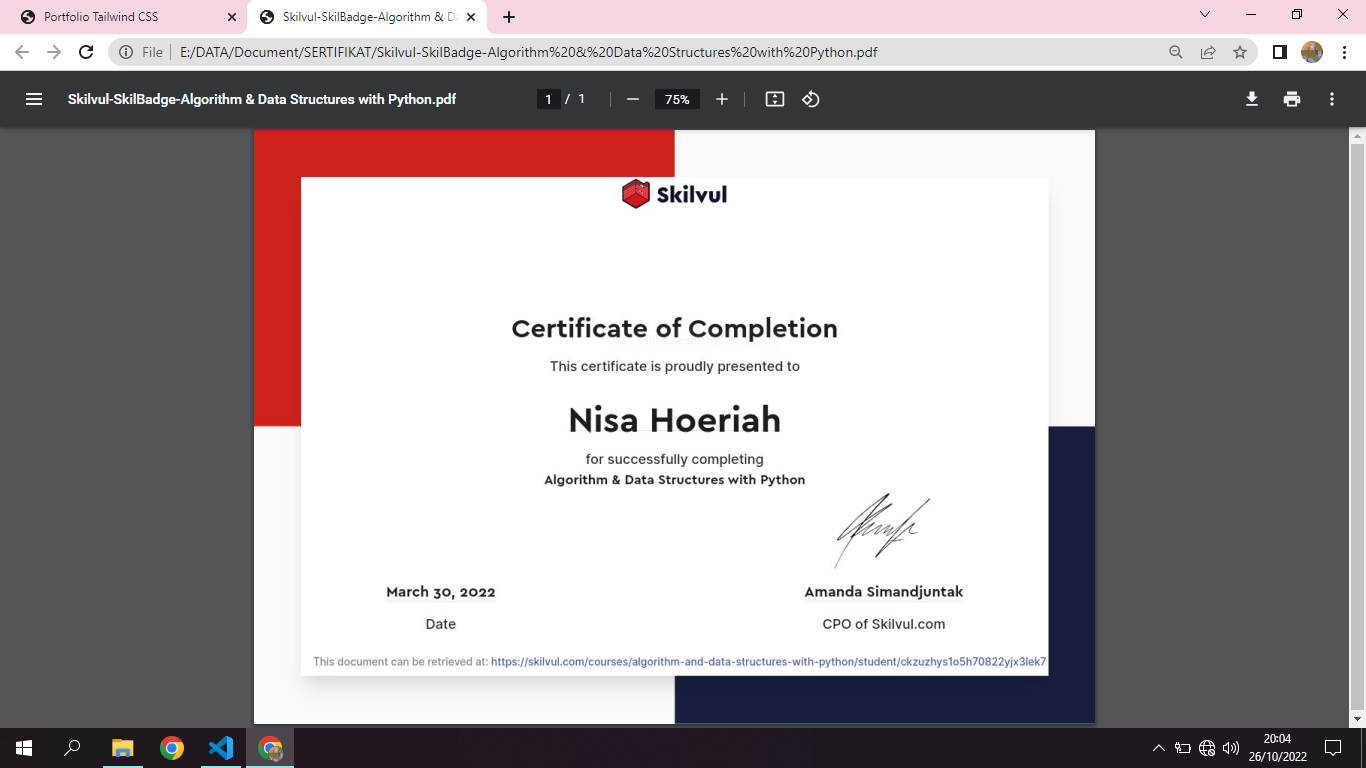 Portfolio Tailwind CSS
Skilvul-SkilBadge-Algorithm & D
File
E:/DATA/Document/SERTIFIKAT/Skilvul-SkilBadge-Algorithm%20&%20Data%20Structures%20with%20Python.pdf
Skilvul-SkilBadge-Algorithm & Data Structures with Python.pdf
1 / 1
75%
Skilvul
Certificate of Completion
This certificate is proudly presented to
Nisa Hoeriah
for successfully completing
Algorithm & Data Structures with Python
March 30, 2022
Amanda Simandjuntak
Date
CPO of Skilvul.com
This document can be retrieved at: https://skilvul.com/courses/algorithm-and-data-structures-with-python/student/ckzuzhys1o5h70822yjx3lek7
20:04
26/10/2022